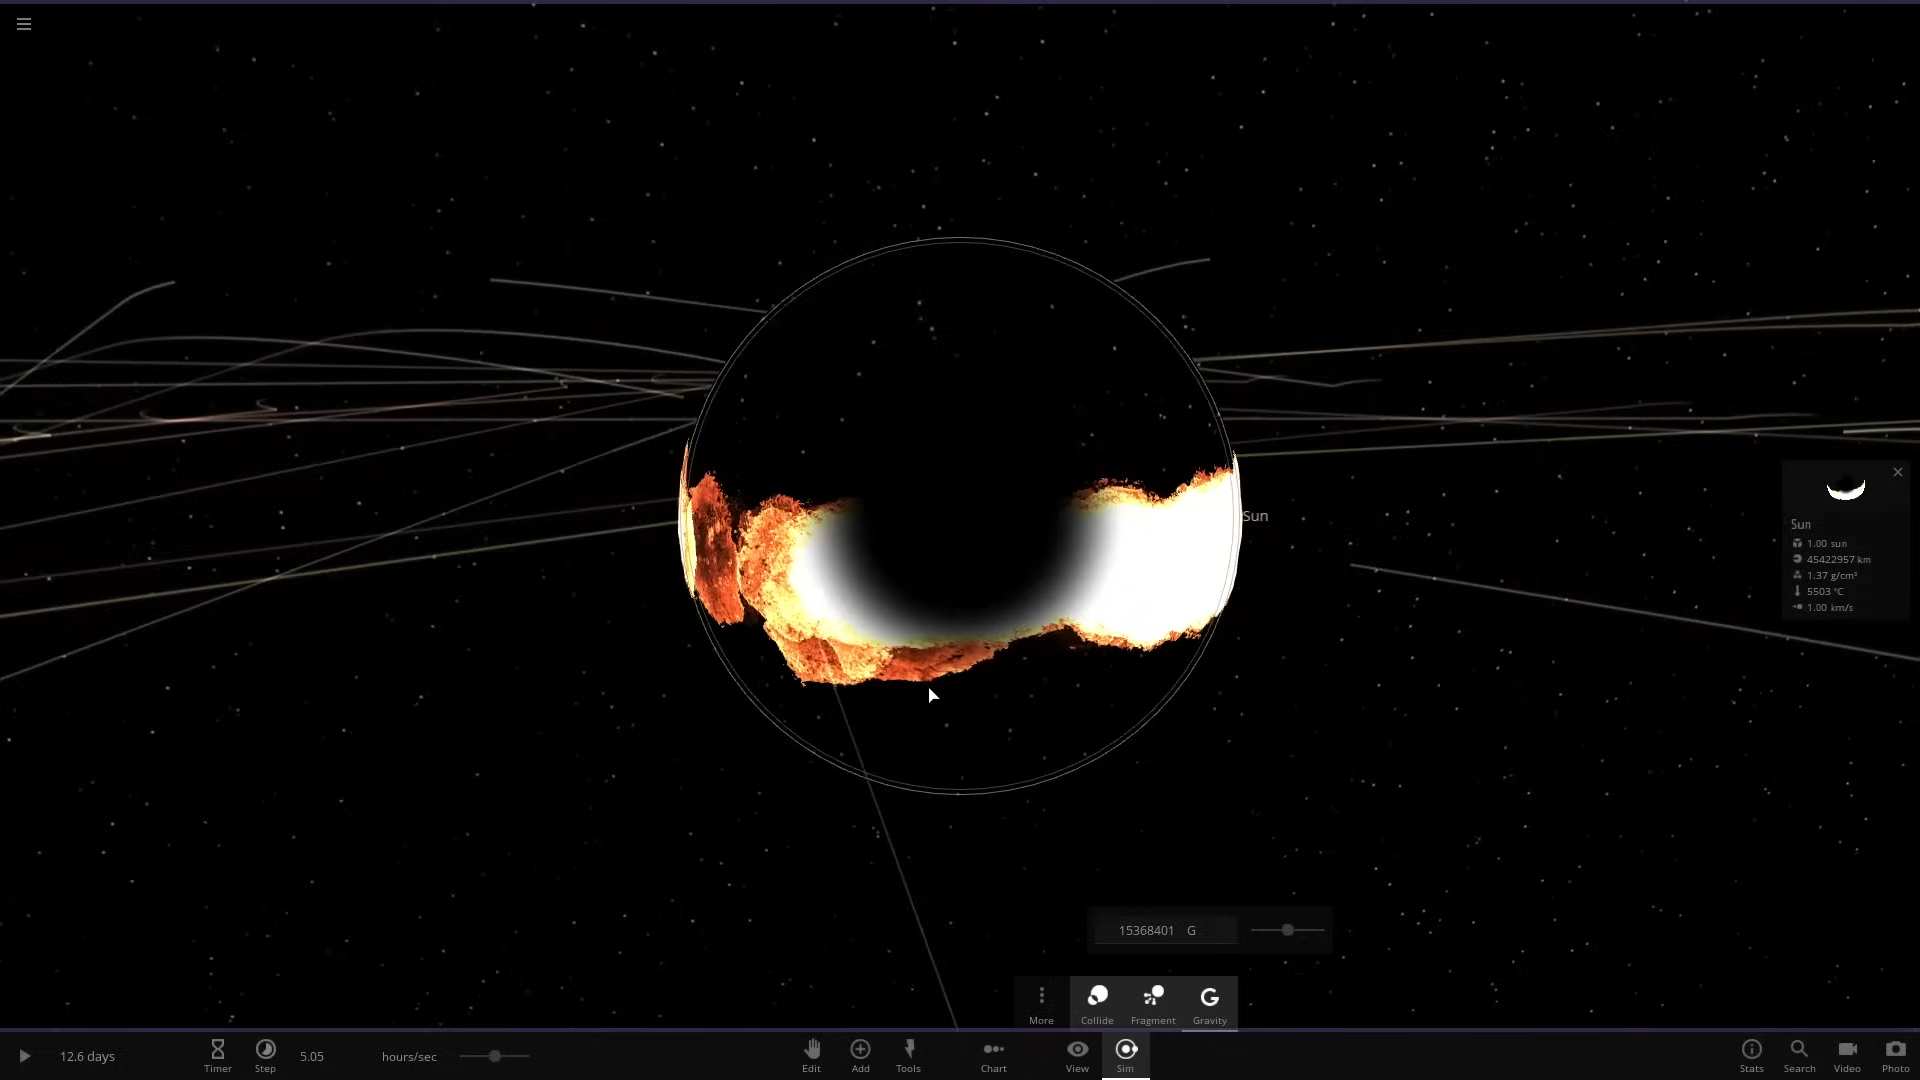 Sun
Sun
1.00 sun
45422957 km
1.37 g/cm³
5503 °C
1.00 km/s
15368401 G
More Collide Fragment Gravity
12.6 days Timer Step 5.05 hours/sec Edit Add Tools Chart View Sim Stats Search Video Photo